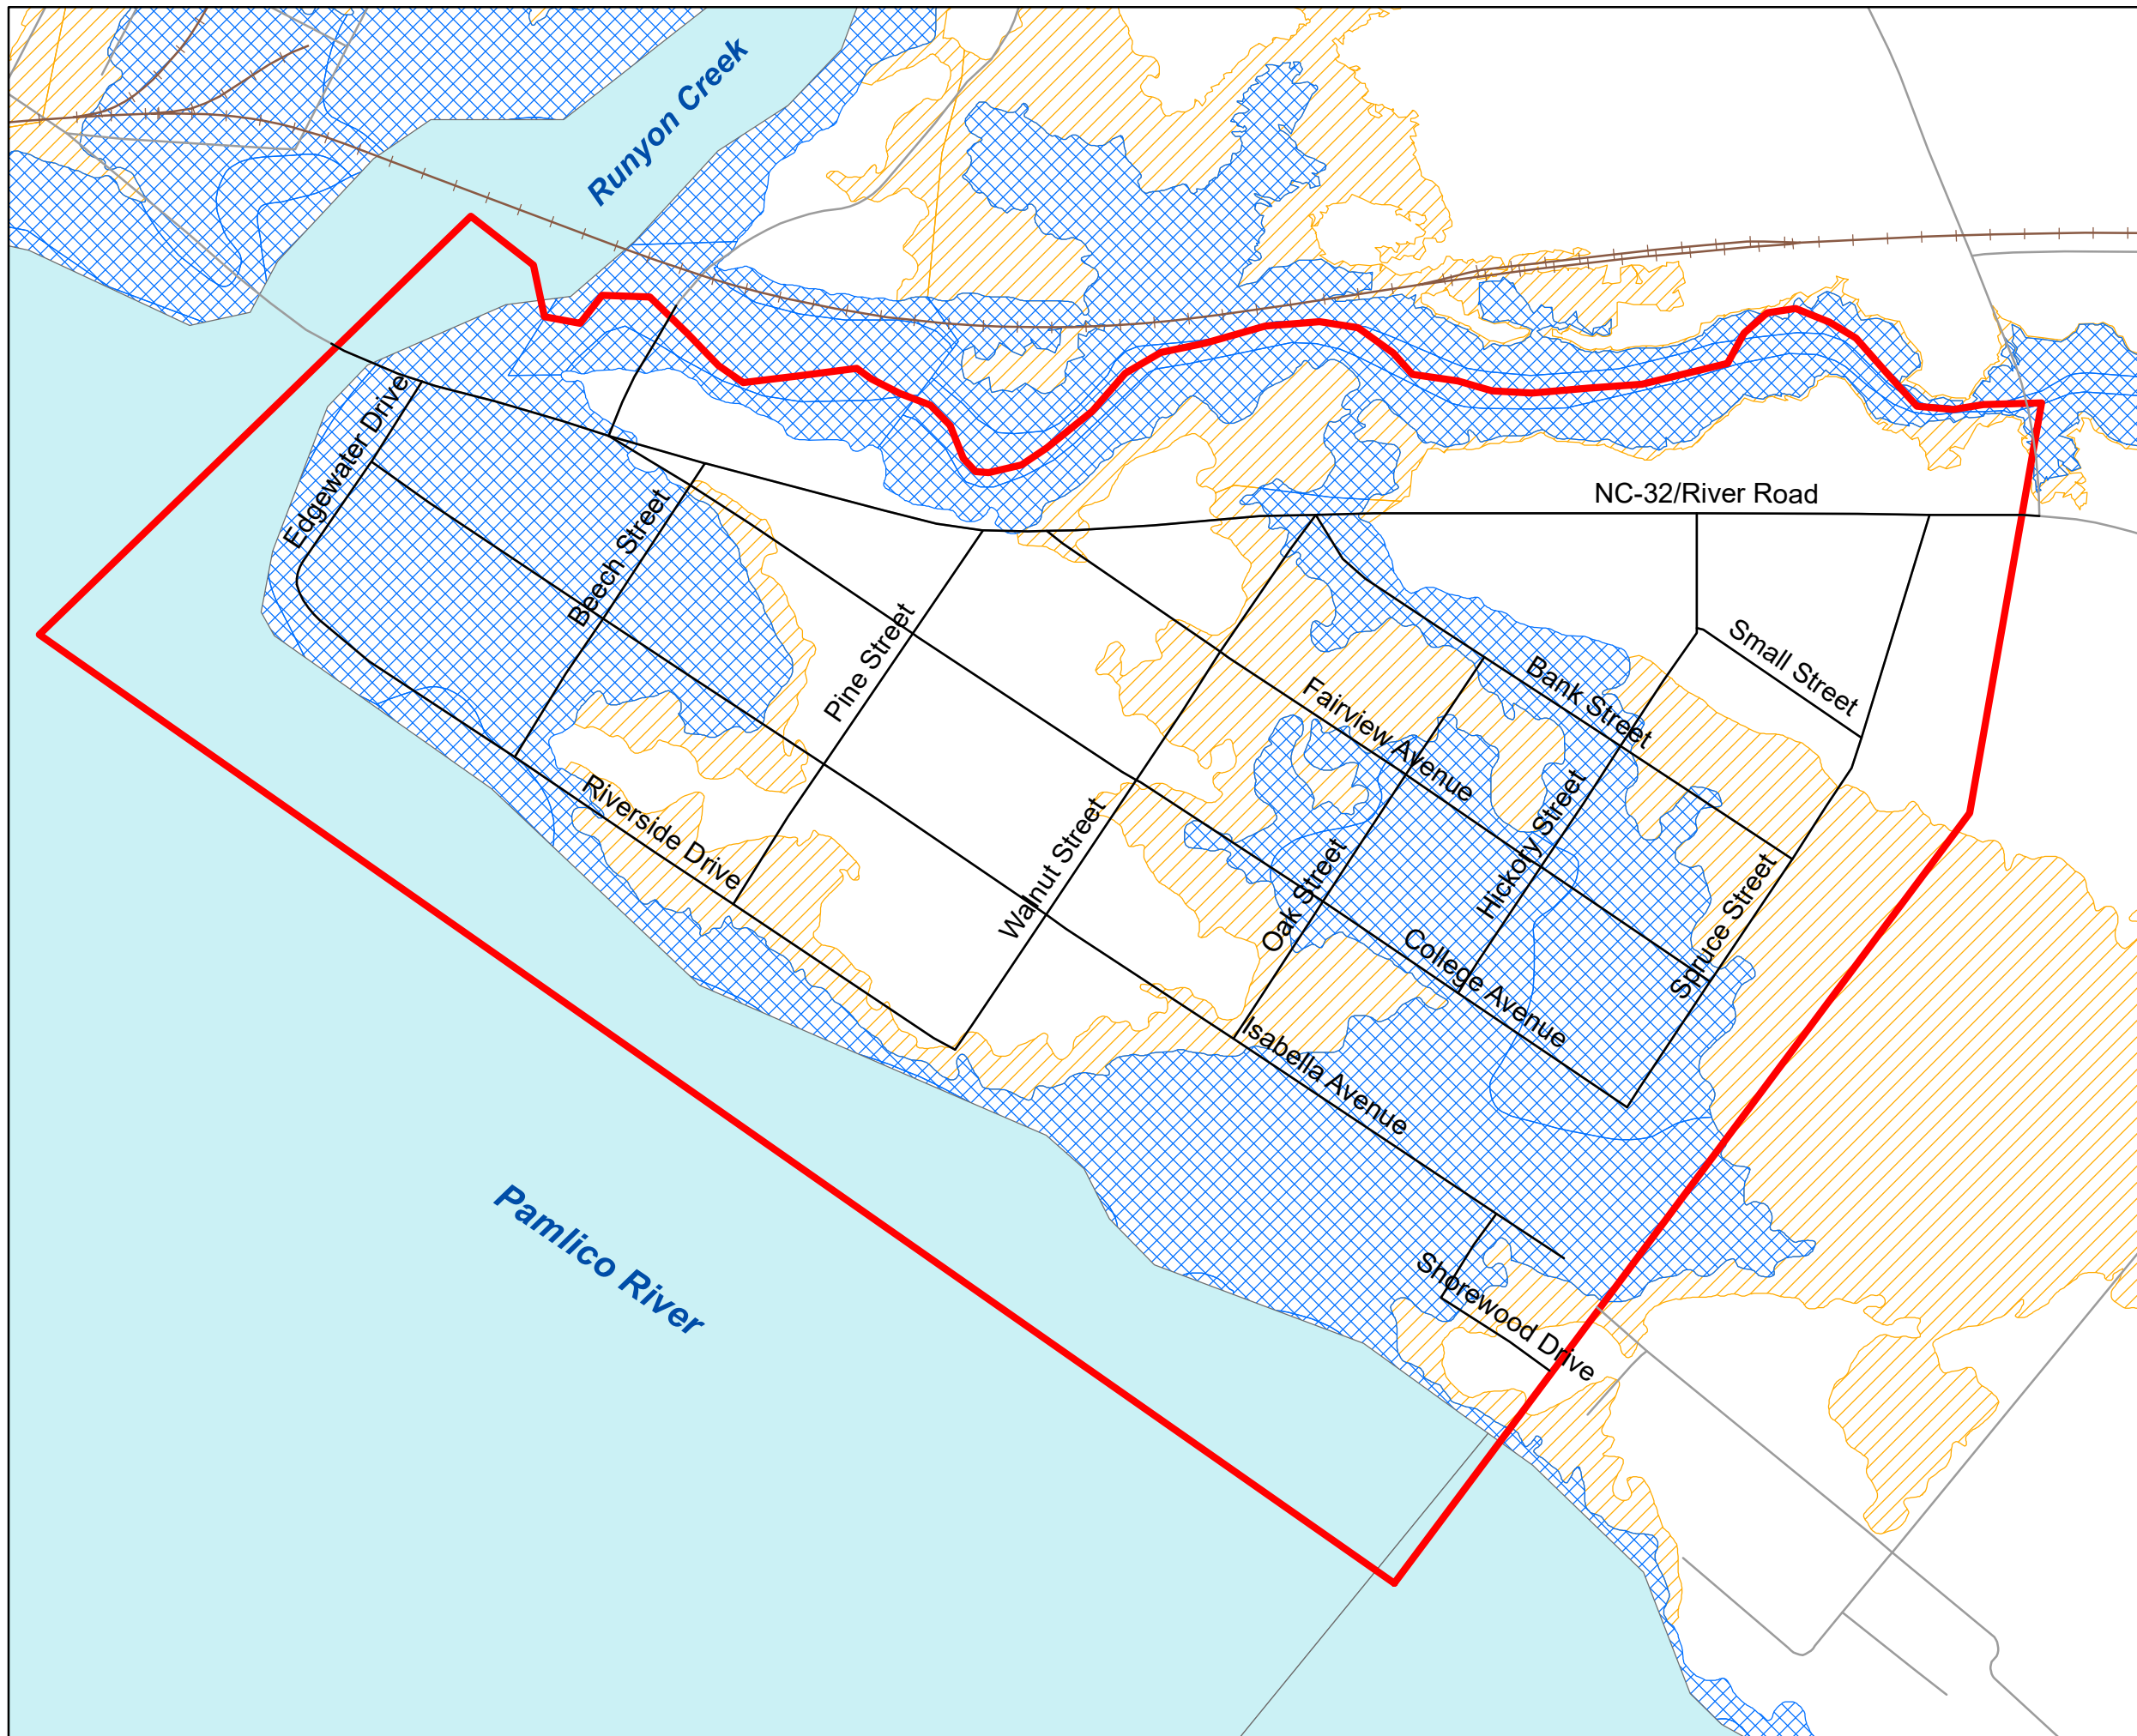 Runyon Creek
Edgewater Drive
Beech Street
NC-32/River Road
Pine Street
Small Street
Bank Street
Fairview Avenue
Riverside Drive
Walnut Street
Hickory Street
Oak Street
Spruce Street
College Avenue
Isabella Avenue
Pamlico River
Shorewood Drive